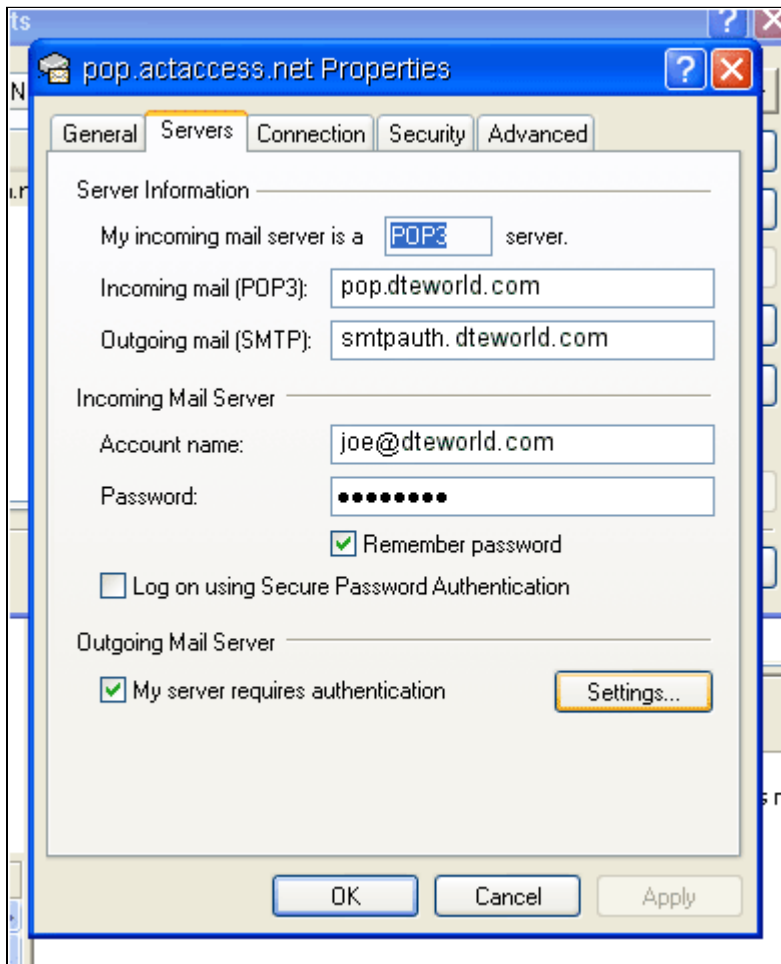 ts
pop.actaccess.net Properties
N
General Servers Connection Security Advanced
Server Information
My incoming mail server is a POP3 server.
Incoming mail (POP3): pop.dteworld.com
Outgoing mail (SMTP): smtpauth. dteworld.com
Incoming Mail Server
Account name: joe@dteworld.com
Password: ●●●●●●●●
Remember password
Log on using Secure Password Authentication
Outgoing Mail Server
My server requires authentication Settings...
OK Cancel Apply